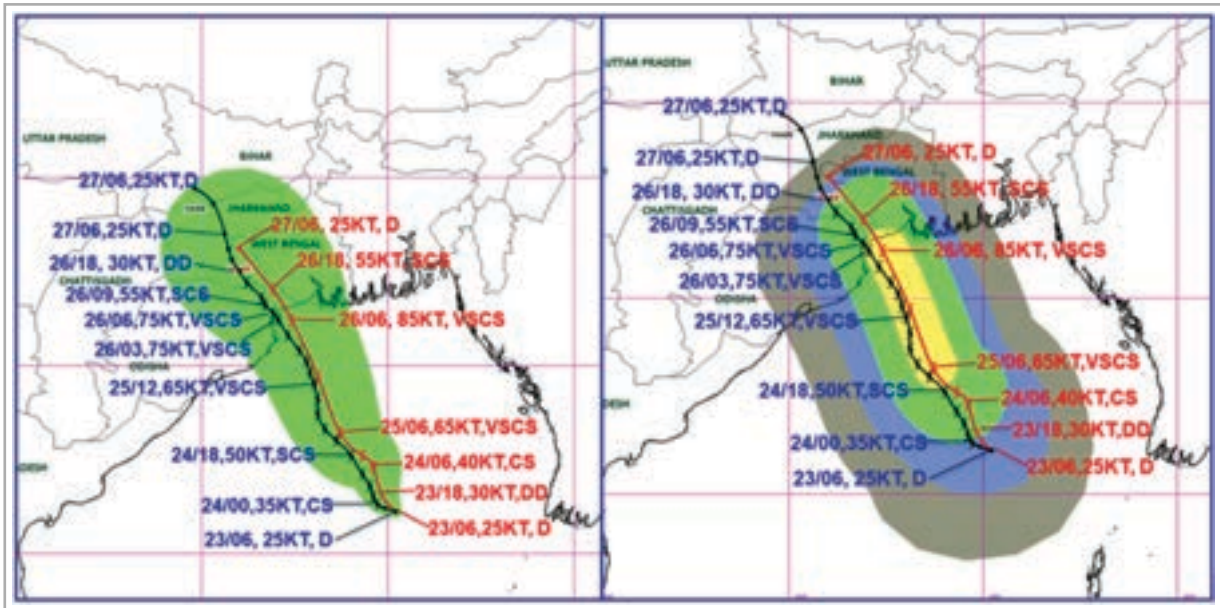 UTTAR PRADESH
BIHAR
27/06,25KT,D
JHARKHAND
27/06,25KT,D
27/06, 25KT, D
WEST BENGAL
26/18, 30KT, DD
26/18, 55KT,SCS
CHATTISGADH
26/09,55KT,SCS
26/06,75KT,VSCS
26/06, 85KT, VSCS
26/03,75KT,VSCS
ODISHA
25/12,65KT,VSCS
25/06,65KT,VSCS
24/18,50KT,SCS
24/06,40KT,CS
23/18,30KT,DD
24/00,35KT,CS
23/06,25KT, D
23/06, 25KT, D
UTTAR PRADESH
BIHAR
27/06,25KT,D
JHARKHAND
27/06,25KT,D
27/06, 25KT, D
WEST BENGAL
26/18, 30KT, DD
26/18, 55KT,SCS
CHATTISGADH
26/09,55KT,SCS
26/06,75KT,VSCS
26/06, 85KT, VSCS
26/03,75KT,VSCS
ODISHA
25/12,65KT,VSCS
25/06,65KT,VSCS
24/18,50KT,SCS
24/06,40KT,CS
23/18,30KT,DD
24/00,35KT,CS
23/06,25KT, D
23/06, 25KT, D